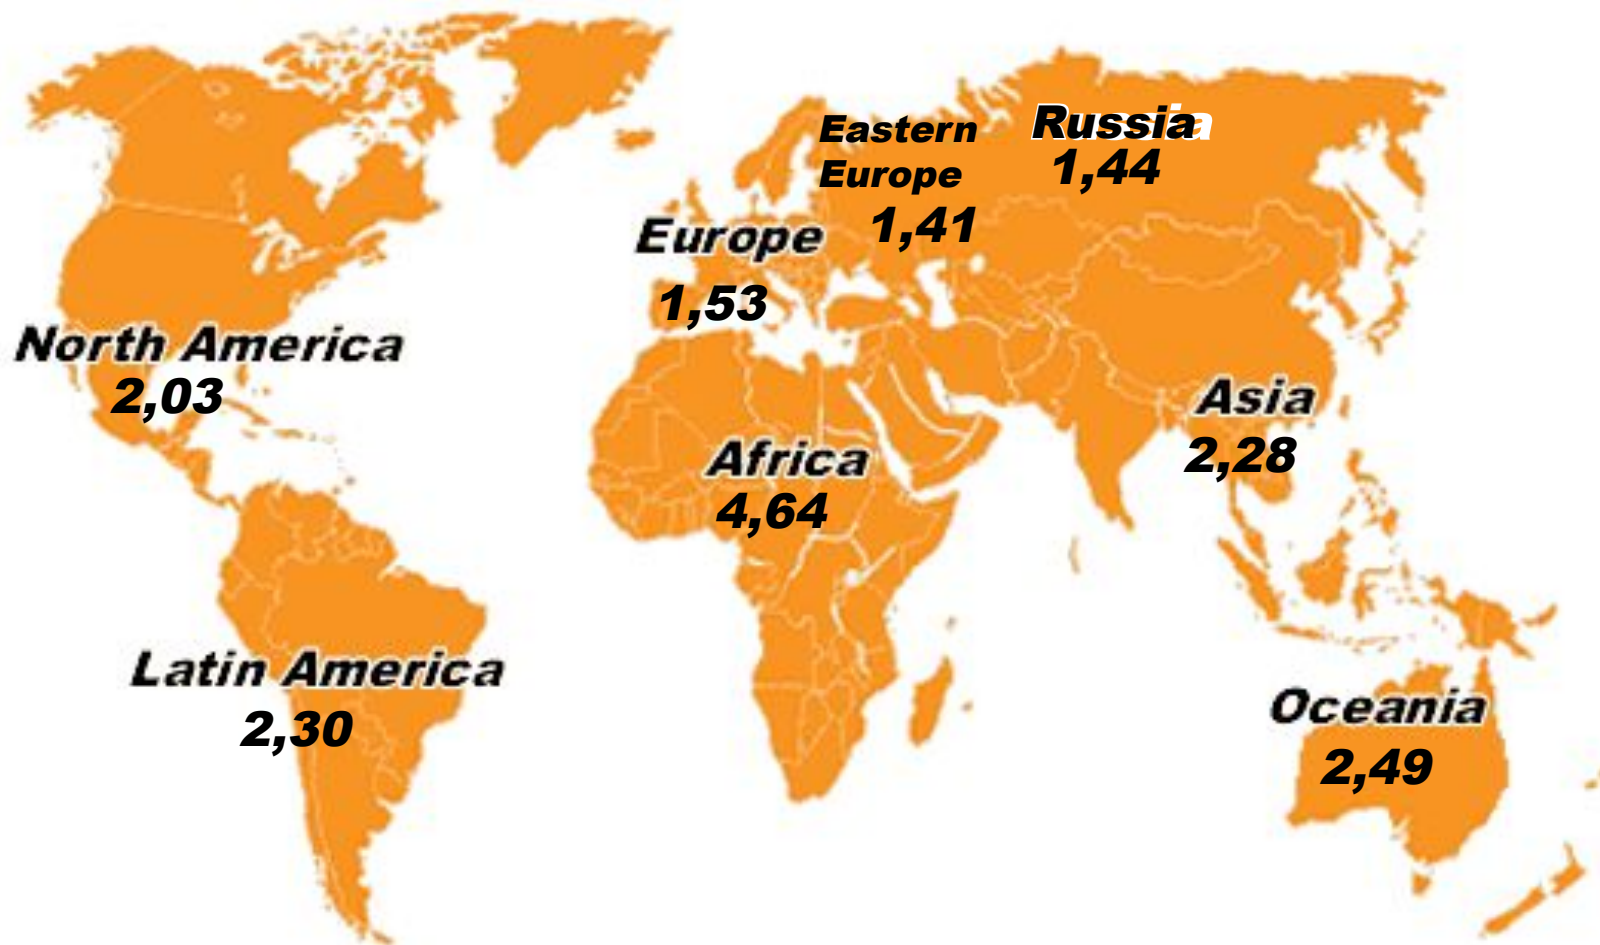 Eastern
Europe
1,41
Russia
1,44
Europe
1,53
North America
2,03
Asia
2,28
Africa
4,64
Latin America
2,30
Oceania
2,49